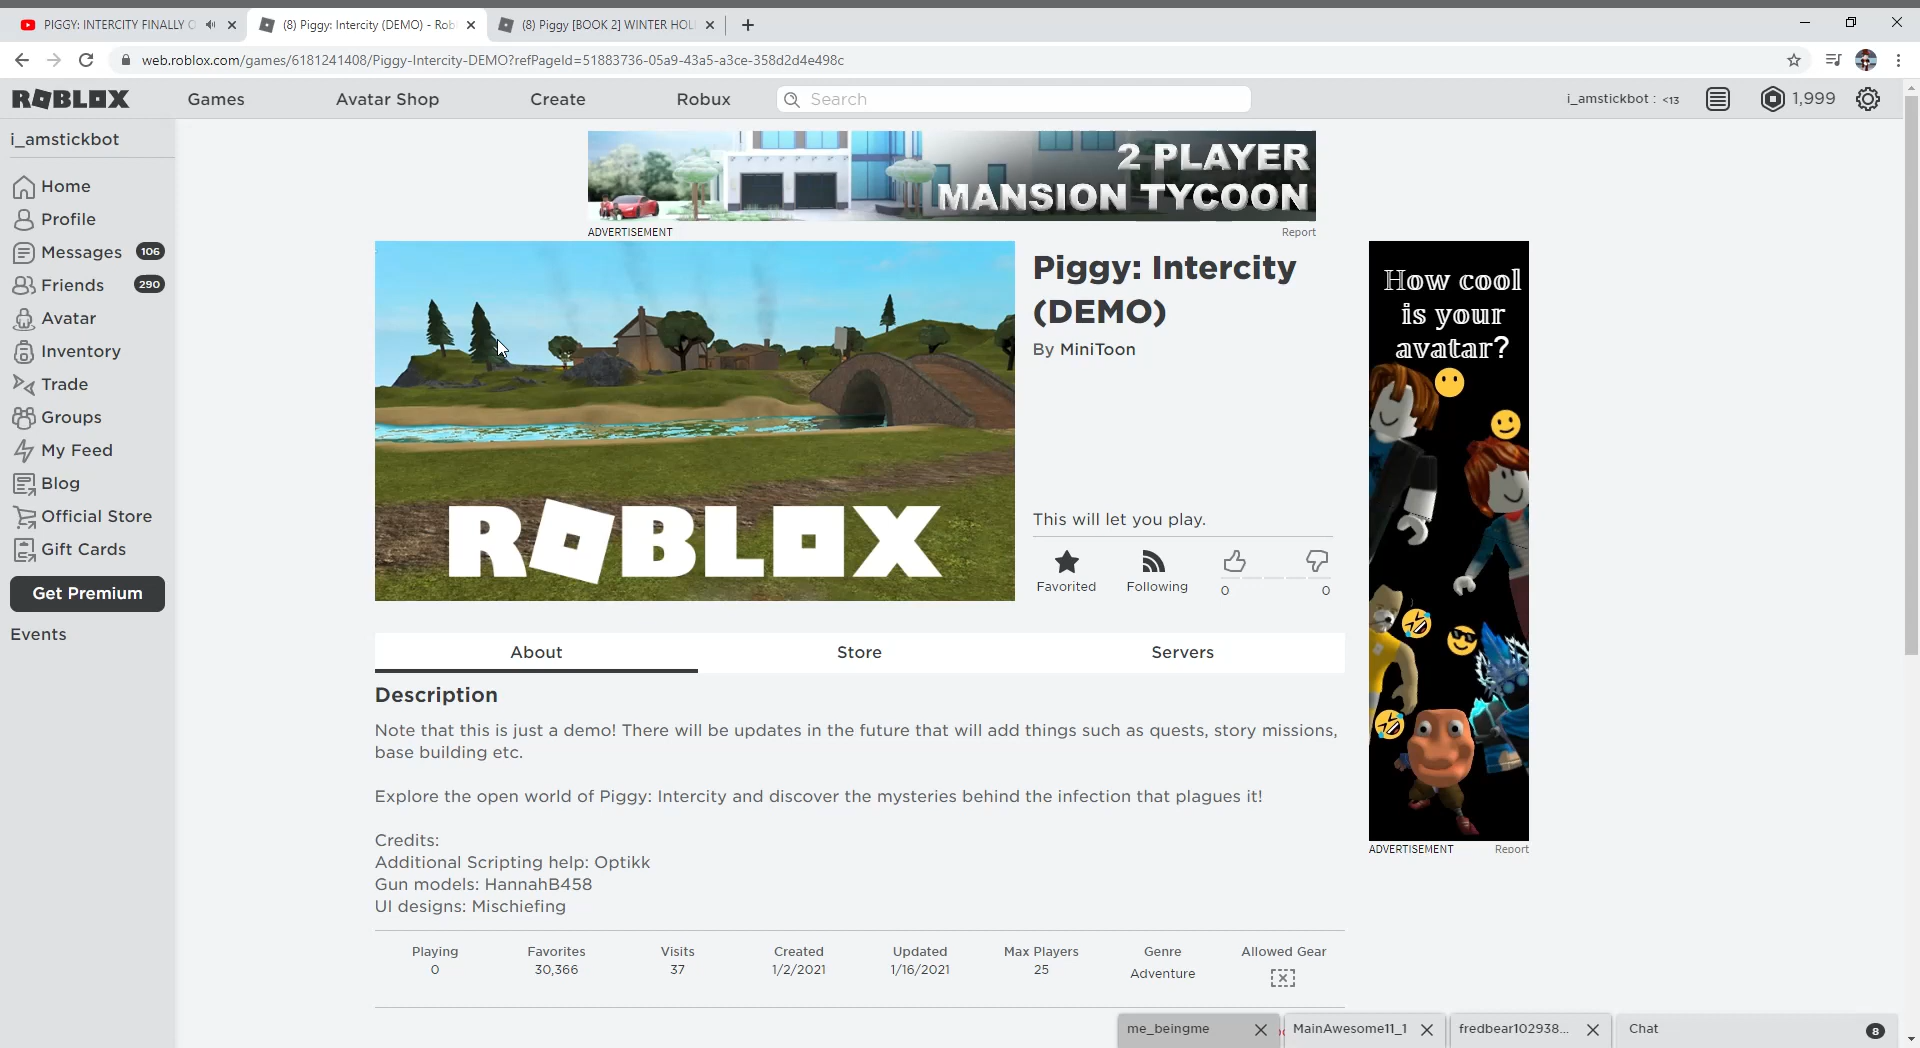 PIGGY: INTERCITY FINALLY
(8) Piggy: Intercity (DEMO) - Rob
(8) Piggy [BOOK 2] WINTER HOL
web.roblox.com/games/6181241408/Piggy-Intercity-DEMO?refPageId=51883736-05a9-43a5-a3ce-358d2d4e498c
ROBLOX
Games
Avatar Shop
Create
Robux
Search
i_amstickbot : <13
1,999
i_amstickbot
Home
Profile
Messages 106
Friends 290
Avatar
Inventory
Trade
Groups
My Feed
Blog
Official Store
Gift Cards
Get Premium
Events
2 PLAYER
MANSION TYCOON
ADVERTISEMENT
Report
ROBLOX
Piggy: Intercity
(DEMO)
By MiniToon
This will let you play.
Favorited
Following
0
0
How cool
is your
avatar?
ADVERTISEMENT
Report
About
Store
Servers
Description
Note that this is just a demo! There will be updates in the future that will add things such as quests, story missions,
base building etc.
Explore the open world of Piggy: Intercity and discover the mysteries behind the infection that plagues it!
Credits:
Additional Scripting help: Optikk
Gun models: HannahB458
UI designs: Mischiefing
Playing
0
Favorites
30,366
Visits
37
Created
1/2/2021
Updated
1/16/2021
Max Players
25
Genre
Adventure
Allowed Gear
me_beingme
MainAwesome11_1
fredbear102938...
Chat
8